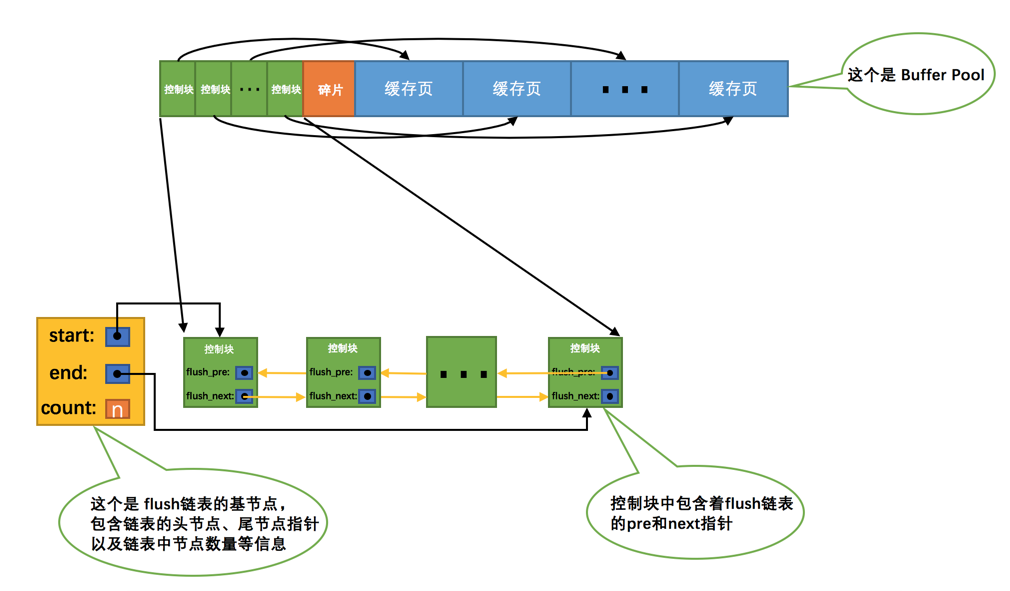 控制块 控制块 ... 控制块 碎片 缓存页 缓存页 ... 缓存页
这个是 Buffer Pool
start:
end:
count: n
控制块
flush_pre:
flush_next:
控制块
flush_pre:
flush_next:
...
控制块
flush_pre:
flush_next:
这个是 flush链表的基节点，
包含链表的头节点、尾节点指针
以及链表中节点数量等信息
控制块中包含着flush链表
的pre和next指针